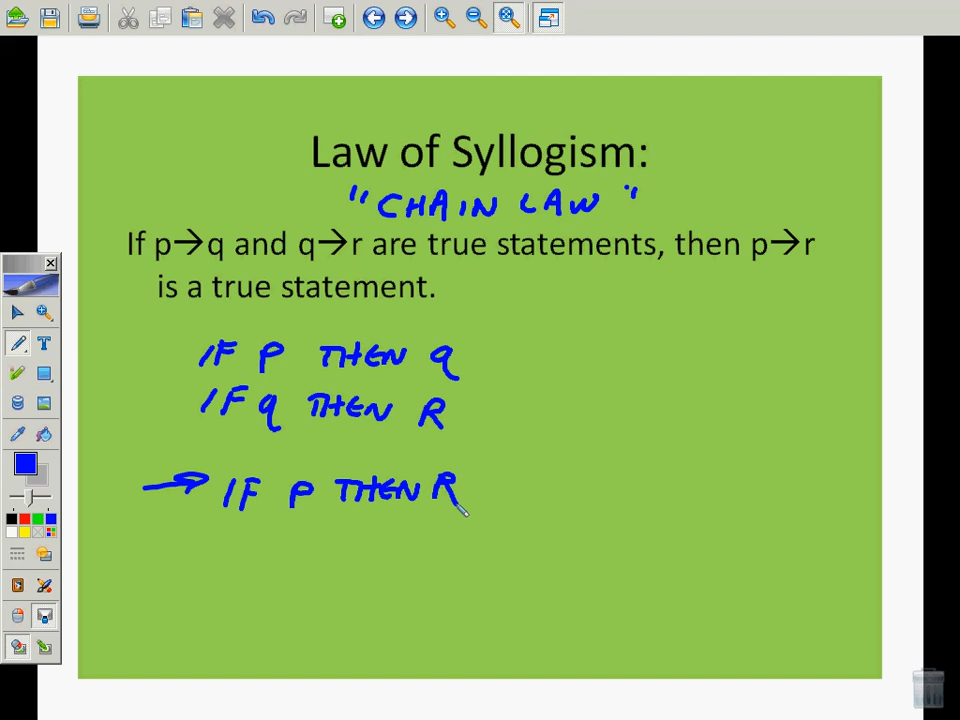 Law of Syllogism:
"CHAIN LAW"
If p→q and q→r are true statements, then p→r
is a true statement.
IF P THEN q
IF q THEN R
→ IF P THEN R